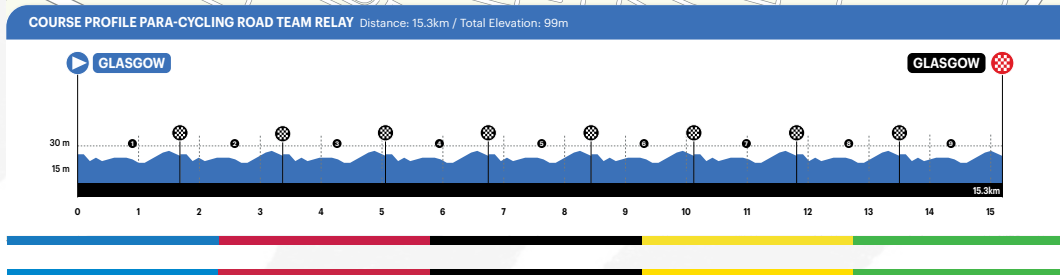 COURSE PROFILE PARA-CYCLING ROAD TEAM RELAY Distance: 15.3km / Total Elevation: 99m
GLASGOW GLASGOW
30 m 1 2 3 4 5 6 7 8 9
15 m
15.3km
0 1 2 3 4 5 6 7 8 9 10 11 12 13 14 15